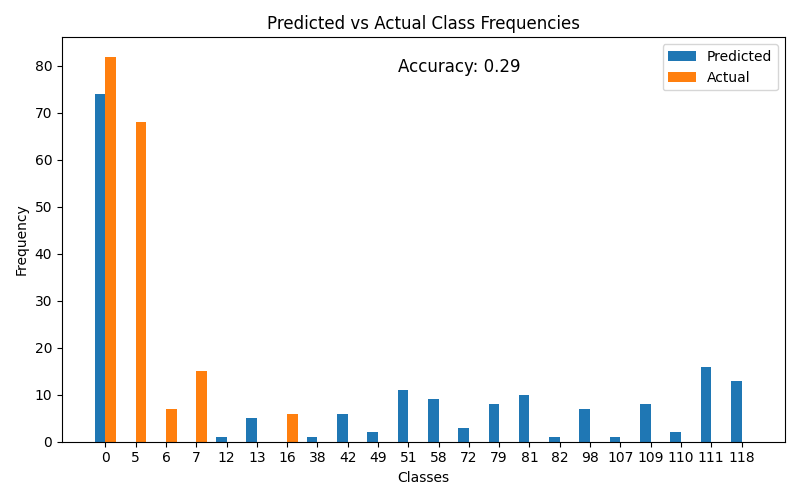 Predicted vs Actual Class Frequencies
Accuracy: 0.29
Predicted
Actual
Frequency
80
70
60
50
40
30
20
10
0
0 5 6 7 12 13 16 38 42 49 51 58 72 79 81 82 98 107 109 110 111 118
Classes